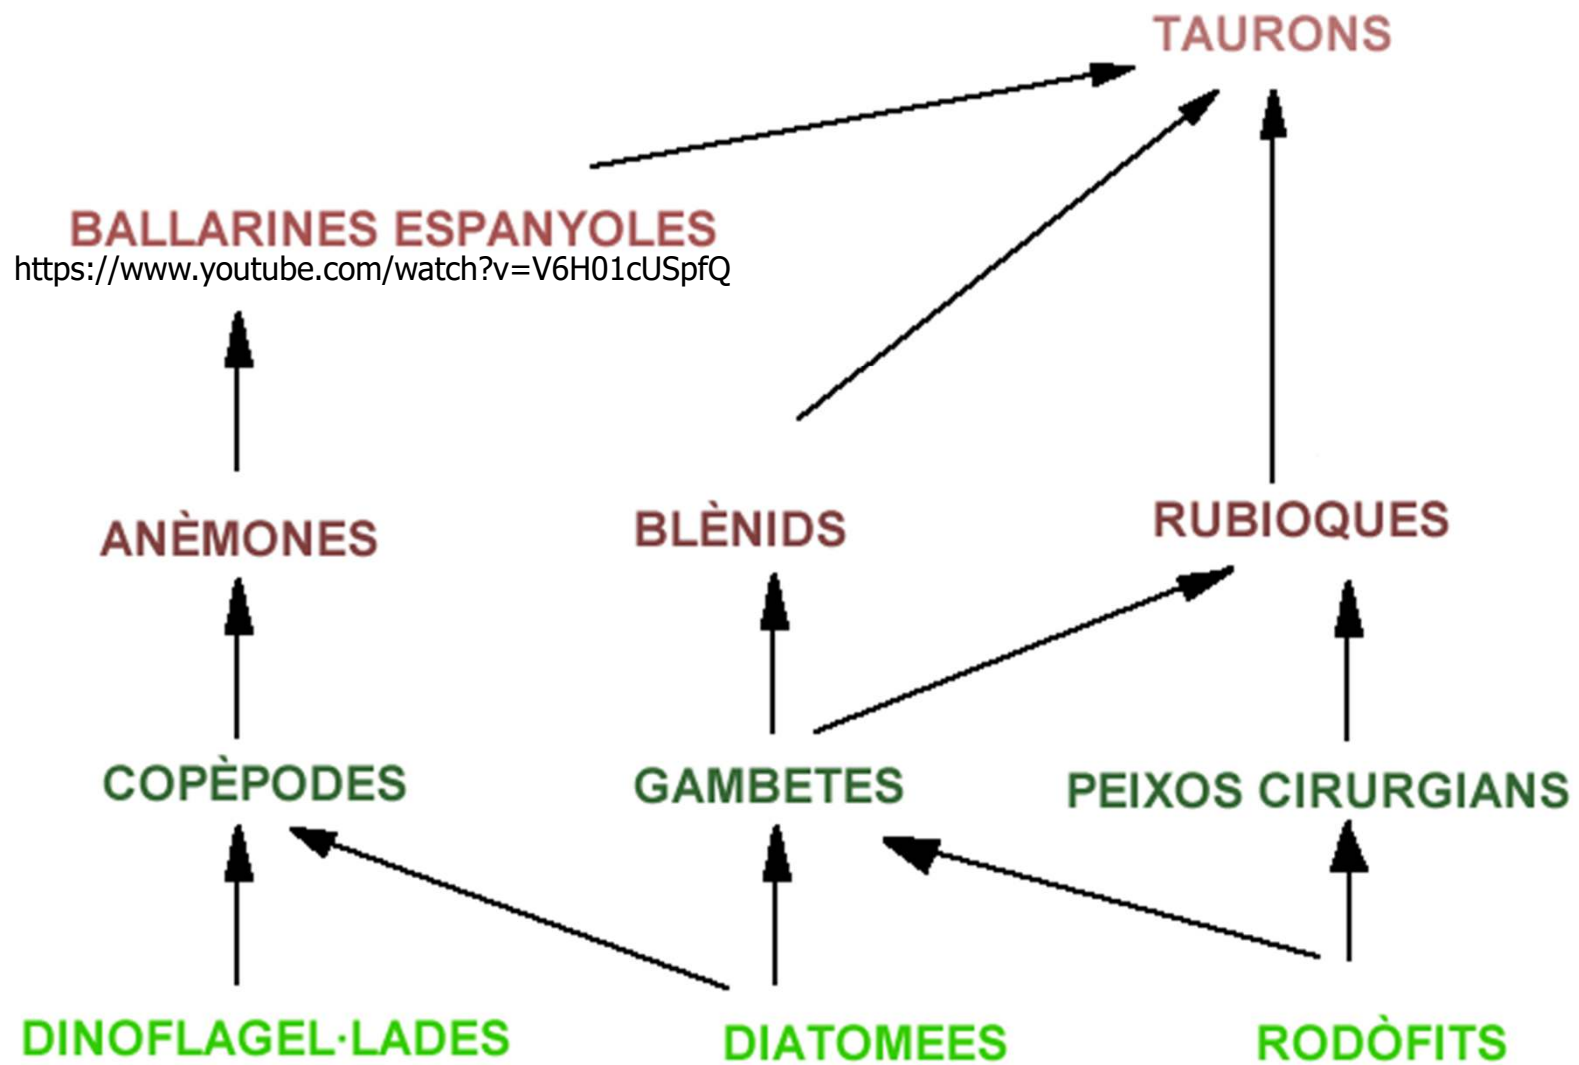 TAURONS
BALLARINES ESPANYOLES
https://www.youtube.com/watch?v=V6H01cUSpfQ
ANÈMONES
BLÈNIDS
RUBIOQUES
COPÈPODES
GAMBETES
PEIXOS CIRURGIANS
DINOFLAGEL·LADES
DIATOMEES
RODÒFITS